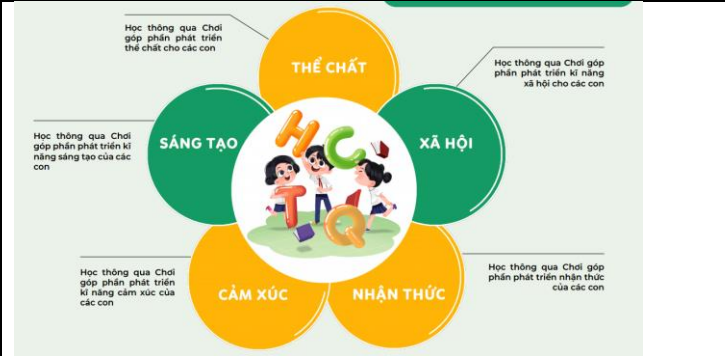 Học thông qua Chơi
góp phần phát triển
thể chất cho các con
THỂ CHẤT
Học thông qua Chơi góp
phần phát triển kĩ năng
xã hội cho các con
Học thông qua Chơi
góp phần phát triển kĩ
năng sáng tạo của các
con
SÁNG TẠO
XÃ HỘI
H
C
T
Q
Học thông qua Chơi
góp phần phát triển
kĩ năng cảm xúc của
các con
CẢM XÚC
NHẬN THỨC
Học thông qua Chơi góp
phần phát triển nhận thức
của các con